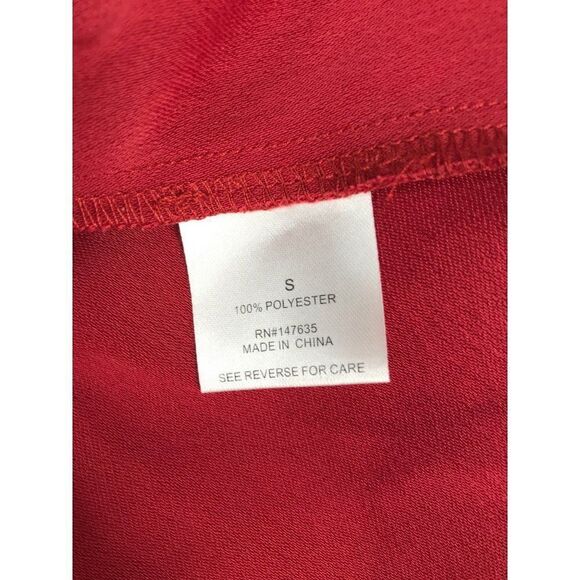 S
100% POLYESTER
RN#147635
MADE IN CHINA
SEE REVERSE FOR CARE